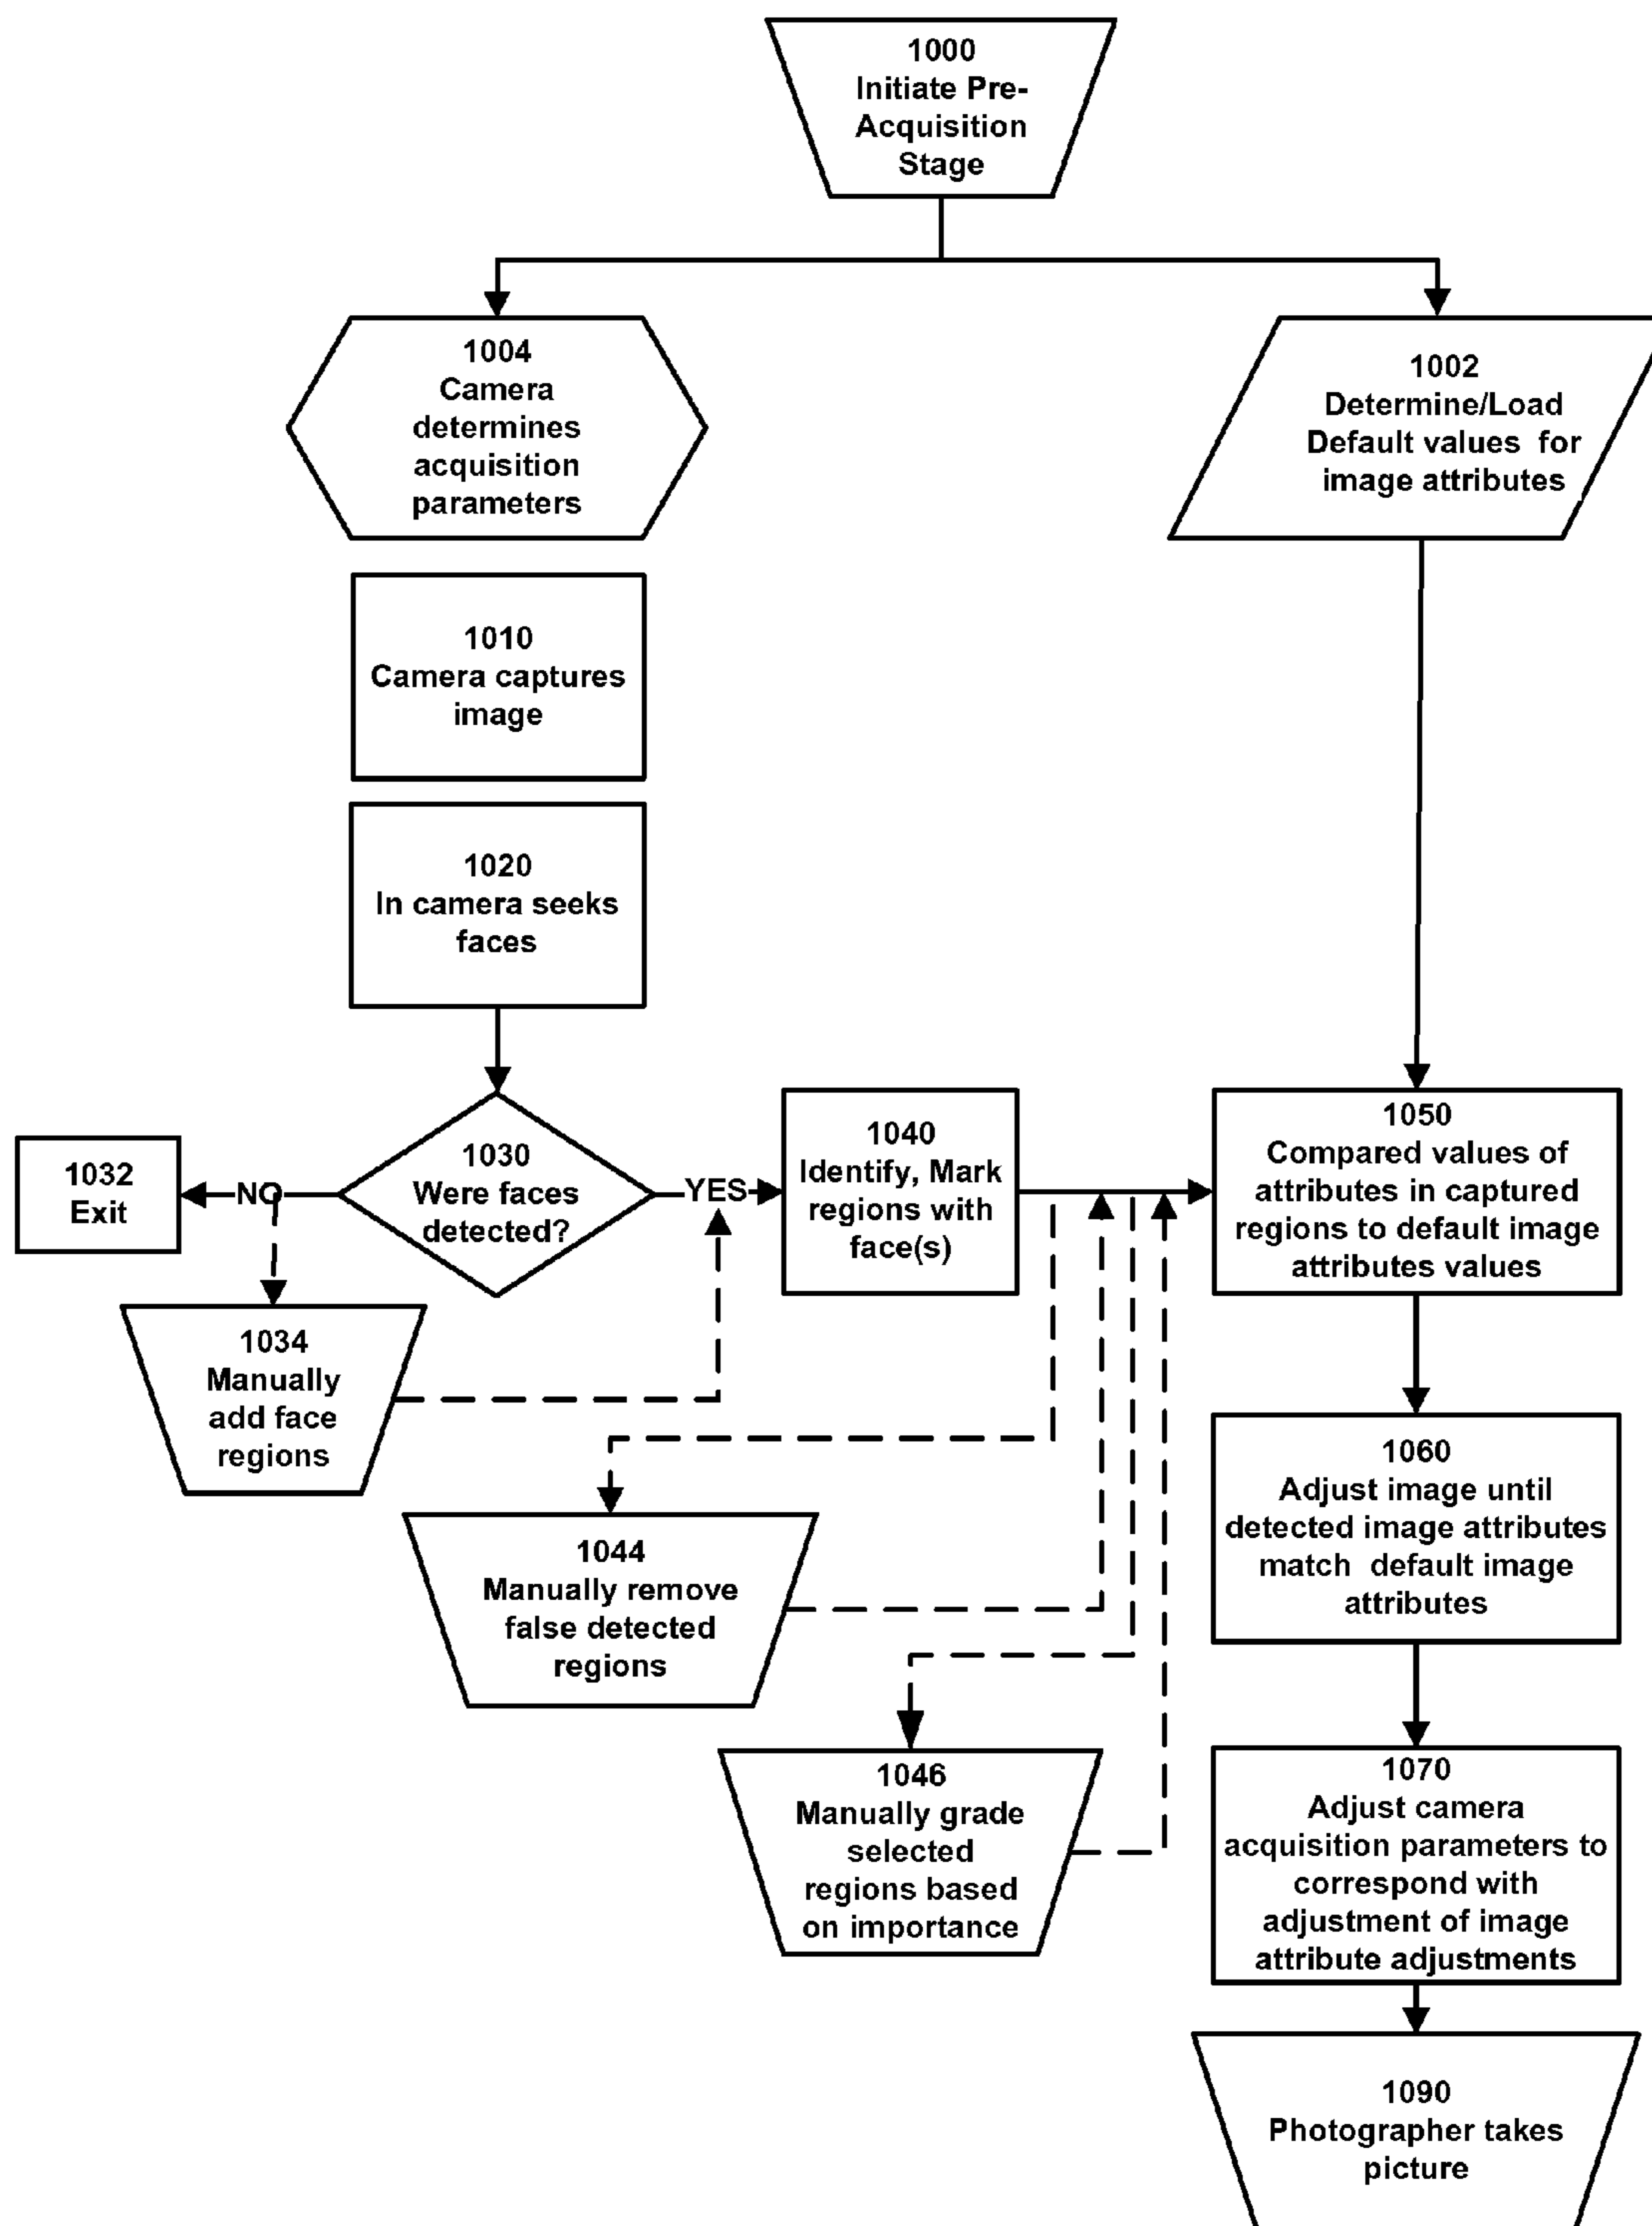 1000
Initiate Pre-
Acquisition
Stage
1004
Camera
determines
acquisition
parameters
1002
Determine/Load
Default values for
image attributes
1010
Camera captures
image
1020
In camera seeks
faces
1030
Were faces
detected?
NO
YES
1032
Exit
1034
Manually
add face
regions
1040
Identify, Mark
regions with
face(s)
1044
Manually remove
false detected
regions
1046
Manually grade
selected
regions based
on importance
1050
Compared values of
attributes in captured
regions to default image
attributes values
1060
Adjust image until
detected image attributes
match default image
attributes
1070
Adjust camera
acquisition parameters to
correspond with
adjustment of image
attribute adjustments
1090
Photographer takes
picture